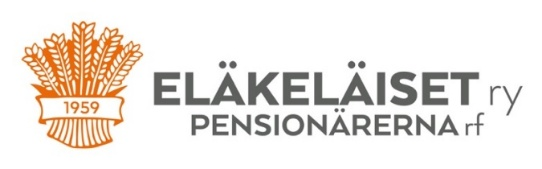 1959
ELÄKELÄISET ry
PENSIONÄRERNA rf